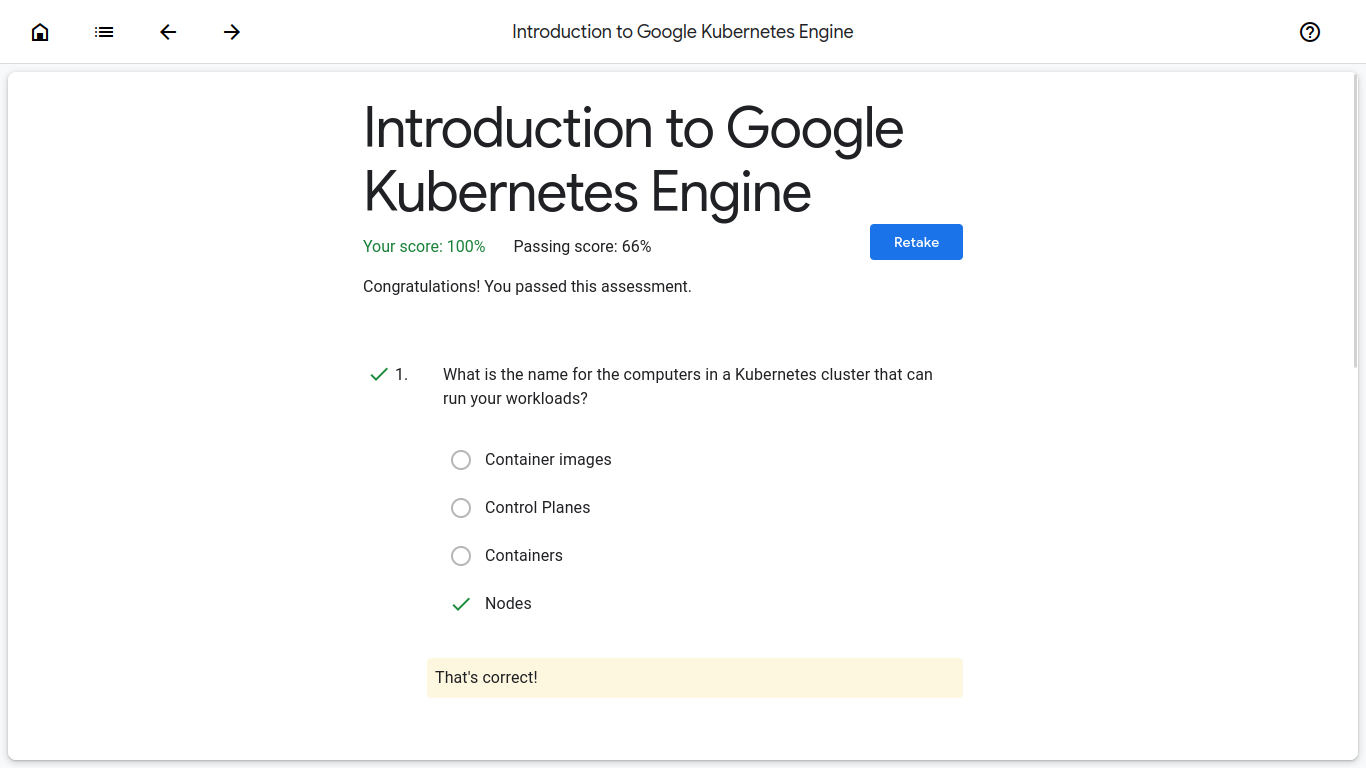 Introduction to Google Kubernetes Engine
Introduction to Google
Kubernetes Engine
Your score: 100% Passing score: 66%
Retake
Congratulations! You passed this assessment.
1. What is the name for the computers in a Kubernetes cluster that can
run your workloads?
Container images
Control Planes
Containers
Nodes
That's correct!